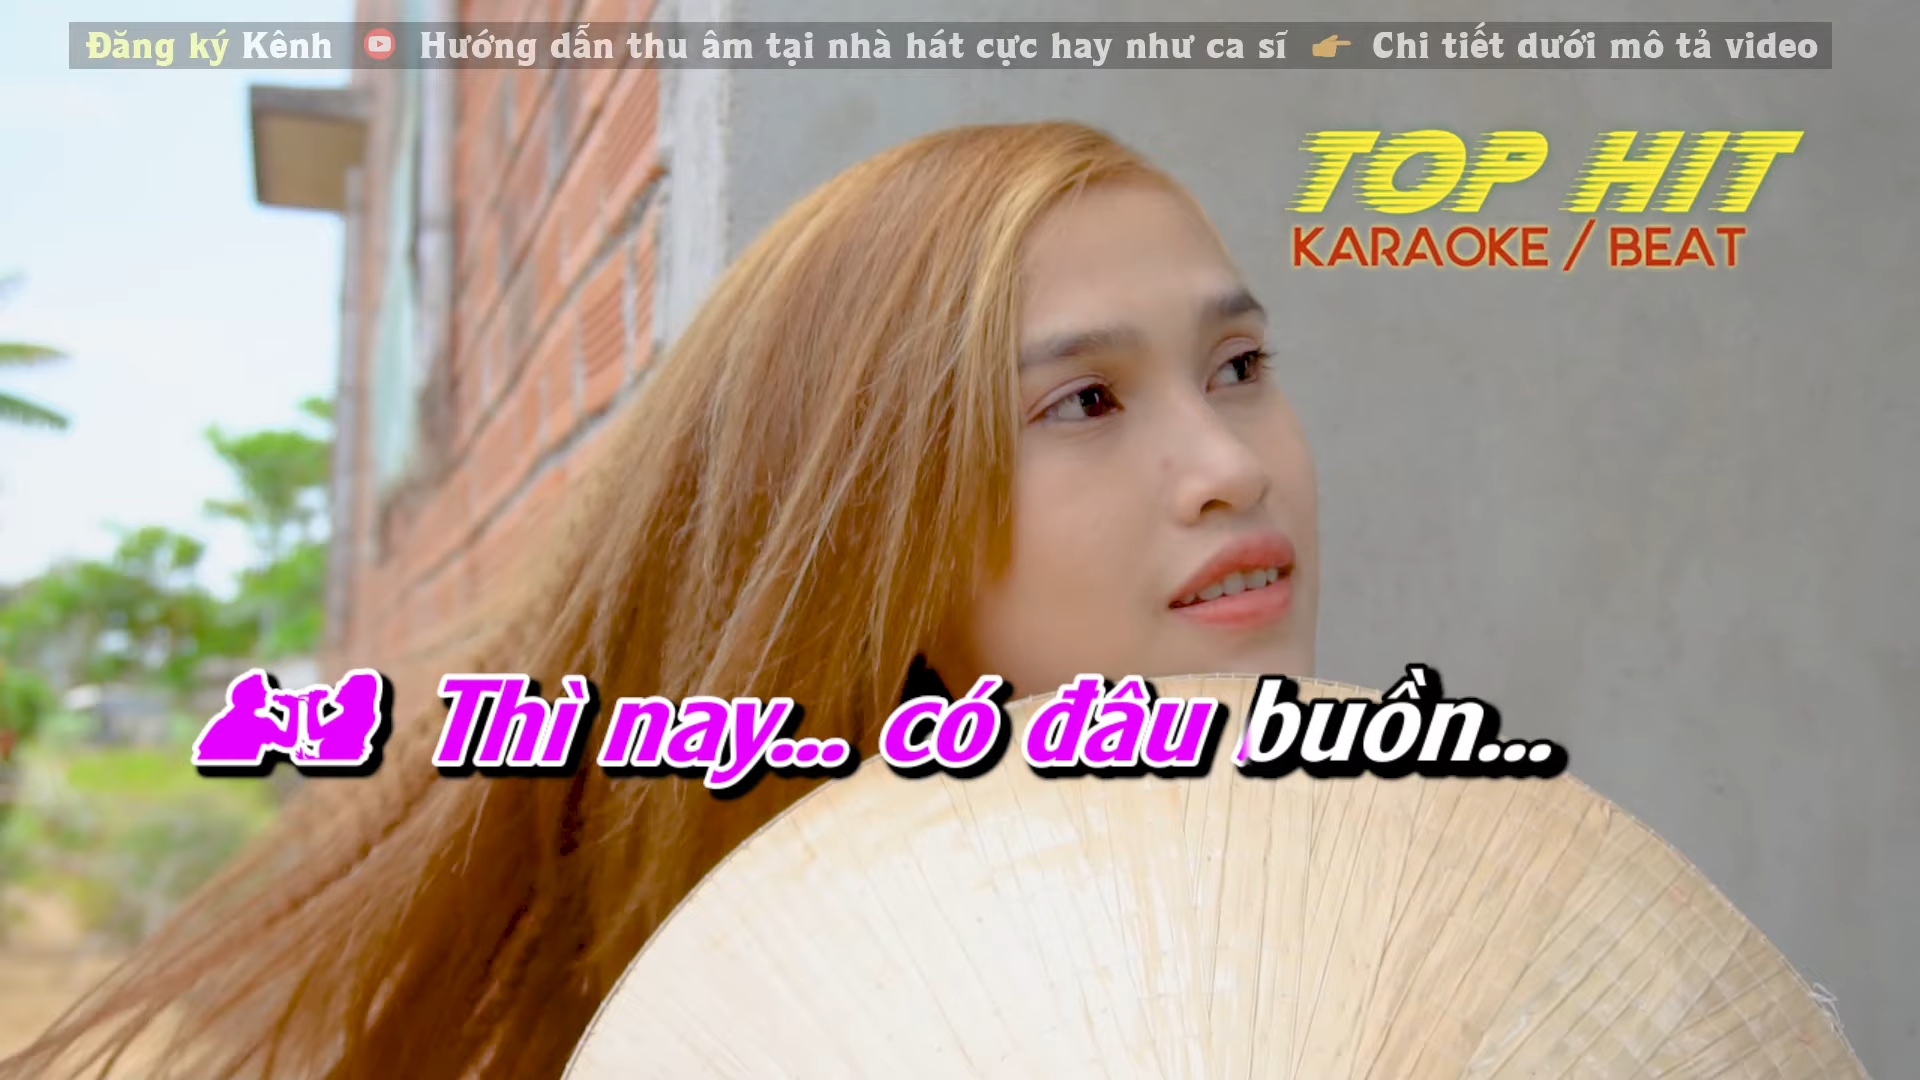 Đăng ký Kênh Hướng dẫn thu âm tại nhà hát cực hay như ca sĩ 👉 Chi tiết dưới mô tả video
TOP HIT
KARAOKE / BEAT
Thì nay... có đâu buồn...